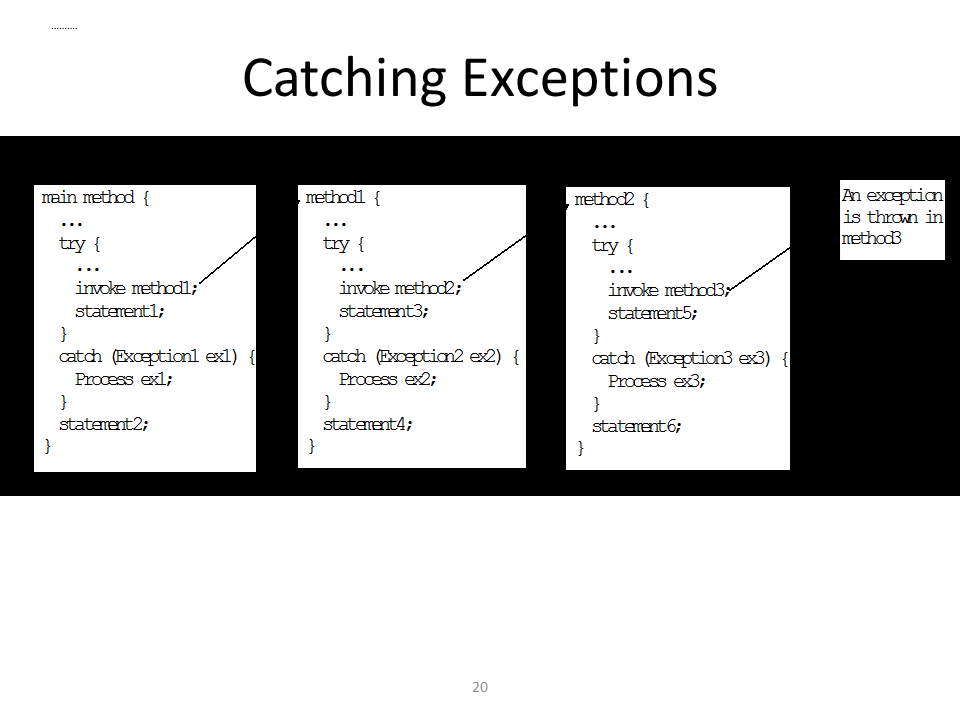 ..........
Catching Exceptions
main method {
...
try {
...
invoke method1;
statement1;
}
catch (Exception1 ex1) {
Process ex1;
}
statement2;
}
method1 {
...
try {
...
invoke method2;
statement3;
}
catch (Exception2 ex2) {
Process ex2;
}
statement4;
}
method2 {
...
try {
...
invoke method3;
statement5;
}
catch (Exception3 ex3) {
Process ex3;
}
statement6;
}
An exception
is thrown in
method3
20